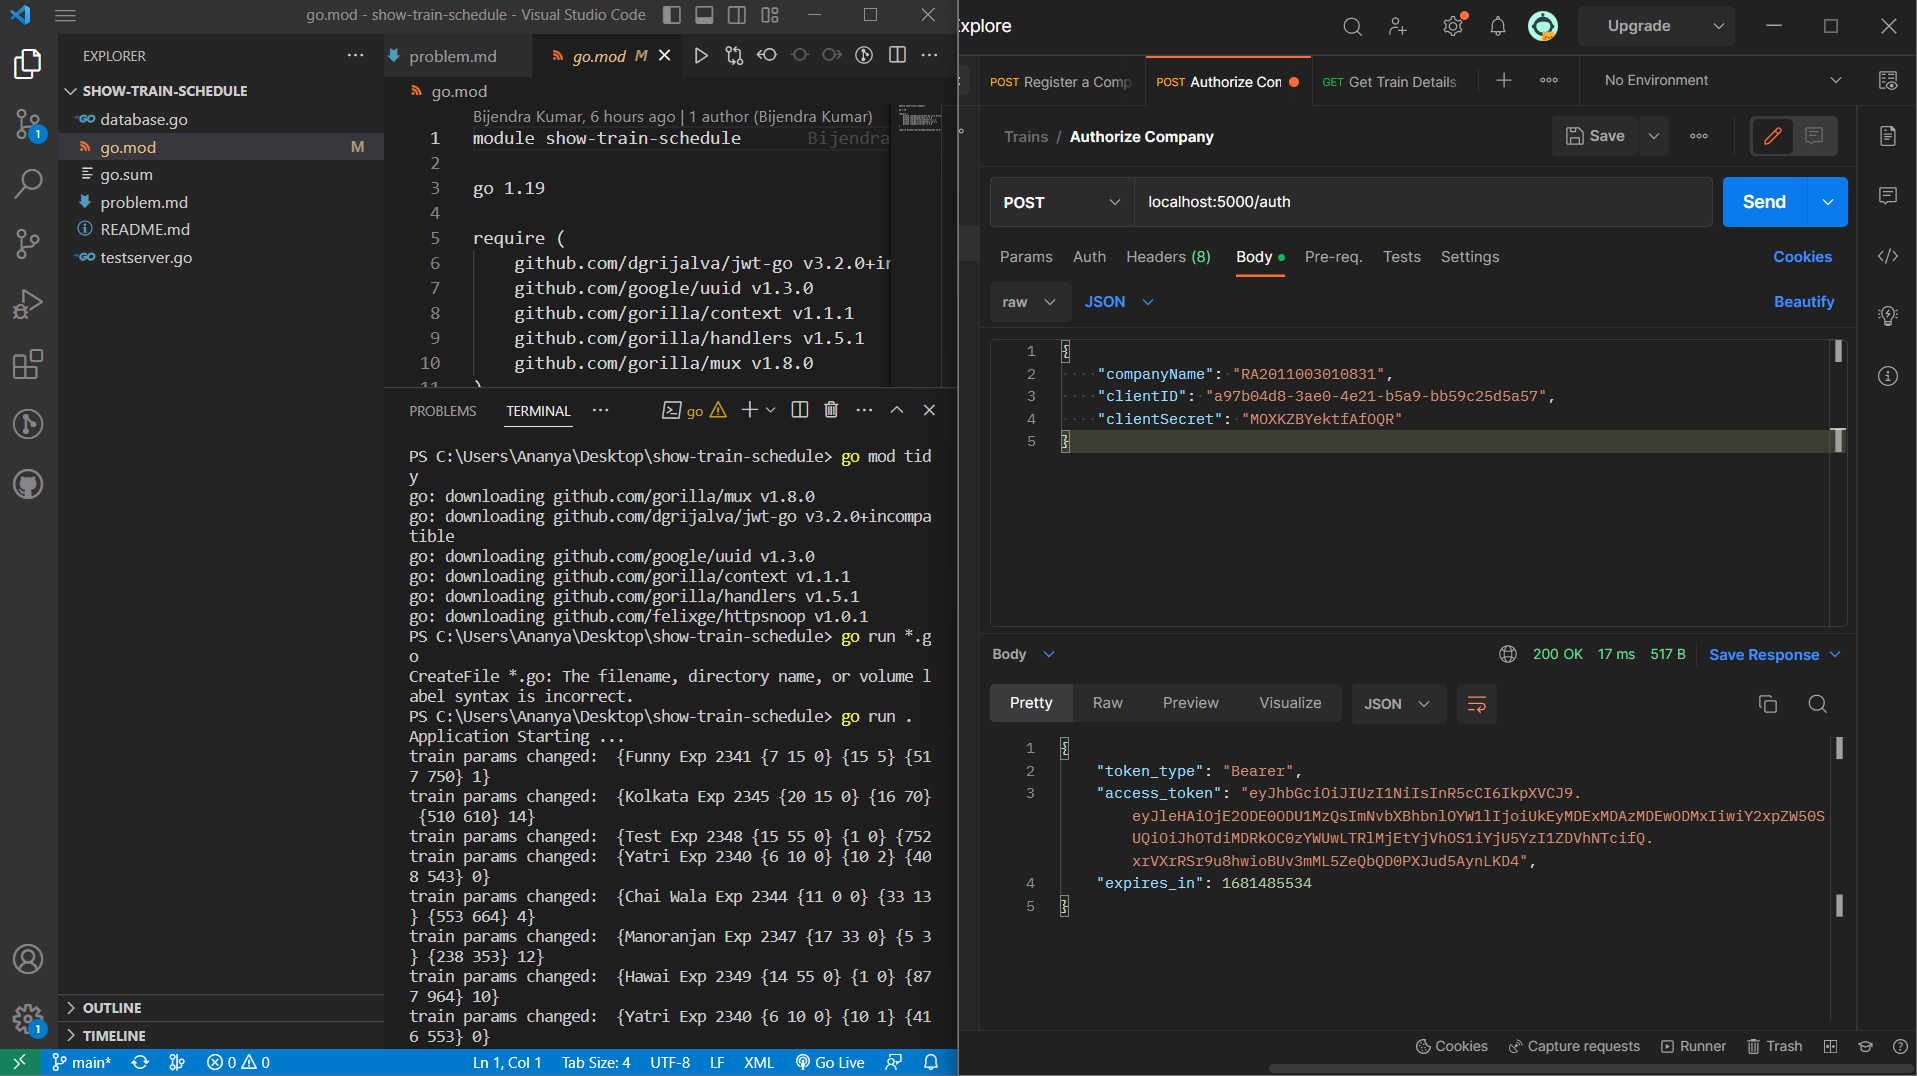 go.mod - show-train-schedule - Visual Studio Code
EXPLORER
SHOW-TRAIN-SCHEDULE
database.go
go.mod M
go.sum
problem.md
README.md
testserver.go
OUTLINE
TIMELINE
1
1
problem.md
go.mod M
go.mod
Bijendra Kumar, 6 hours ago | 1 author (Bijendra Kumar)
1 module show-train-schedule Bijendra
2
3 go 1.19
4
5 require (
6 github.com/dgrijalva/jwt-go v3.2.0+in
7 github.com/google/uuid v1.3.0
8 github.com/gorilla/context v1.1.1
9 github.com/gorilla/handlers v1.5.1
10 github.com/gorilla/mux v1.8.0
11 )
PROBLEMS TERMINAL go
PS C:\Users\Ananya\Desktop\show-train-schedule> go mod tid
y
go: downloading github.com/gorilla/mux v1.8.0
go: downloading github.com/dgrijalva/jwt-go v3.2.0+incompa
tible
go: downloading github.com/google/uuid v1.3.0
go: downloading github.com/gorilla/context v1.1.1
go: downloading github.com/gorilla/handlers v1.5.1
go: downloading github.com/felixge/httpsnoop v1.0.1
PS C:\Users\Ananya\Desktop\show-train-schedule> go run *.g
o
CreateFile *.go: The filename, directory name, or volume l
abel syntax is incorrect.
PS C:\Users\Ananya\Desktop\show-train-schedule> go run .
Application Starting ...
train params changed:  {Funny Exp 2341 {7 15 0} {15 5} {51
7 750} 1}
train params changed:  {Kolkata Exp 2345 {20 15 0} {16 70}
{510 610} 14}
train params changed:  {Test Exp 2348 {15 55 0} {1 0} {752
train params changed:  {Yatri Exp 2340 {6 10 0} {10 2} {40
8 543} 0}
train params changed:  {Chai Wala Exp 2344 {11 0 0} {33 13
} {553 664} 4}
train params changed:  {Manoranjan Exp 2347 {17 33 0} {5 3
} {238 353} 12}
train params changed:  {Hawai Exp 2349 {14 55 0} {1 0} {87
7 964} 10}
train params changed:  {Yatri Exp 2340 {6 10 0} {10 1} {41
6 553} 0}
main* 0 0 Ln 1, Col 1 Tab Size: 4 UTF-8 LF XML Go Live
Explore Upgrade
POST Register a Comp POST Authorize Con GET Get Train Details No Environment
Trains / Authorize Company Save
POST localhost:5000/auth Send
Params Auth Headers (8) Body Pre-req. Tests Settings Cookies
raw JSON Beautify
1 {
2 "companyName": "RA2011003010831",
3 "clientID": "a97b04d8-3ae0-4e21-b5a9-bb59c25d5a57",
4 "clientSecret": "MOXKZBYektfAfOQR"
5 }
Body 200 OK 17 ms 517 B Save Response
Pretty Raw Preview Visualize JSON
1 {
2 "token_type": "Bearer",
3 "access_token": "eyJhbGciOiJIUzI1NiIsInR5cCI6IkpXVCJ9.
eyJleHAiOjE2ODE0ODU1MzQsImNvbXBhbnlOYW1lIjoiUkEyMDExMDAzMDEwODMxIiwiY2xpZW50S
UQiOiJhOTdiMDRkOC0zYWUwLTRlMjEtYjVhOS1iYjU5YzI1ZDVhNTcifQ.
xrVXrRSr9u8hwioBUv3mML5ZeQbQD0PXJud5AynLKD4",
4 "expires_in": 1681485534
5 }
Cookies Capture requests Runner Trash